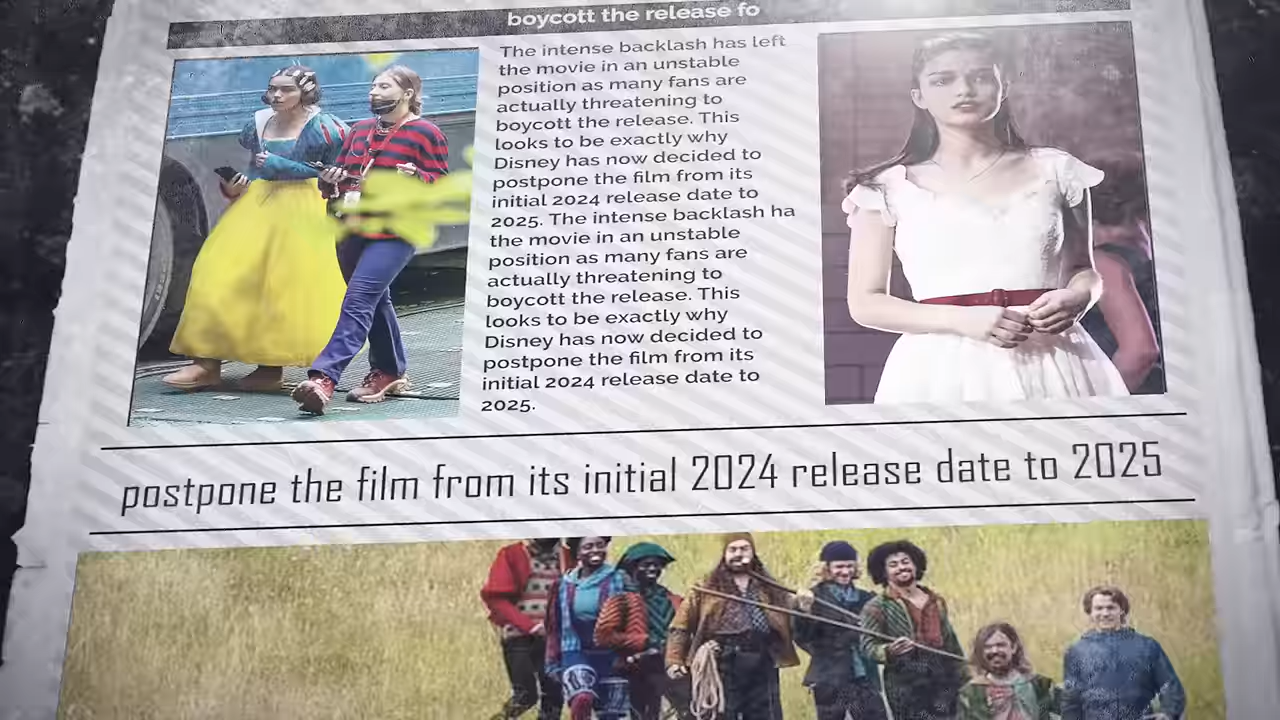 boycott the release fo
The intense backlash has left
the movie in an unstable
position as many fans are
actually threatening to
boycott the release. This
looks to be exactly why
Disney has now decided to
postpone the film from its
initial 2024 release date to
2025. The intense backlash ha
the movie in an unstable
position as many fans are
actually threatening to
boycott the release. This
looks to be exactly why
Disney has now decided to
postpone the film from its
initial 2024 release date to
2025.
postpone the film from its initial 2024 release date to 2025